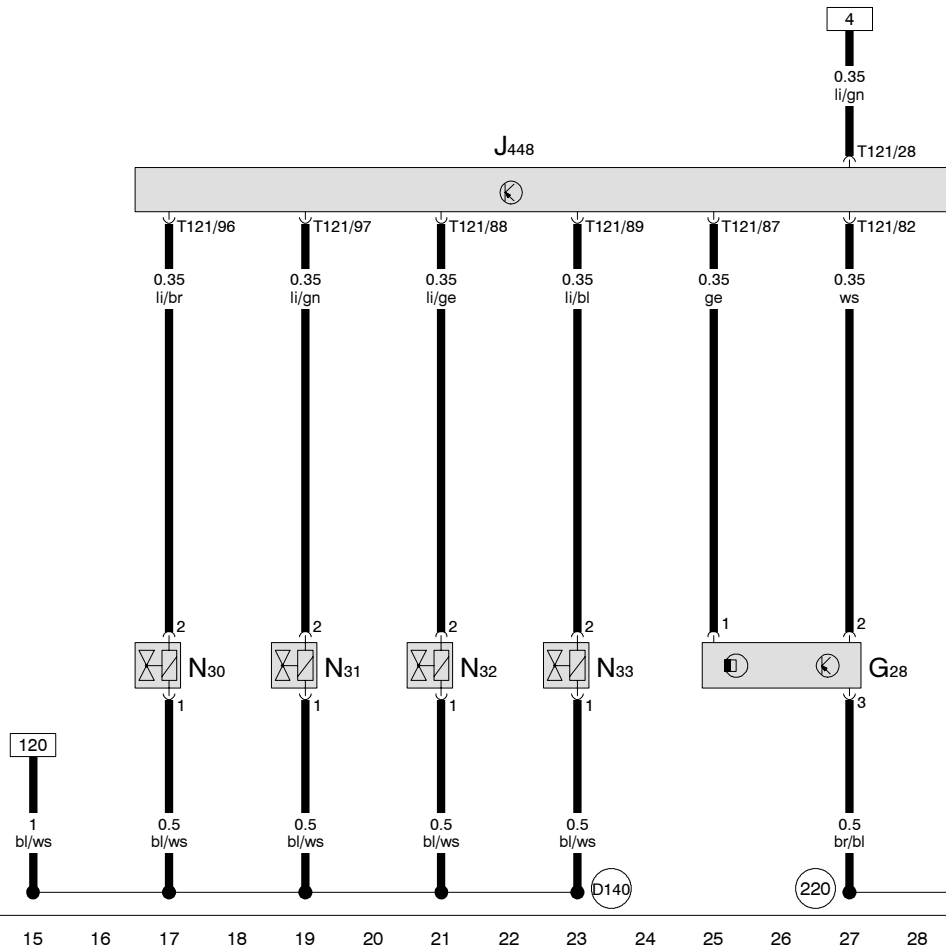 4
0.35
li/gn
J448
T121/28
T121/96
T121/97
T121/88
T121/89
T121/87
T121/82
0.35
li/br
0.35
li/gn
0.35
li/ge
0.35
li/bl
0.35
ge
0.35
ws
2
2
2
2
1
2
N30
N31
N32
N33
G28
1
1
1
1
3
120
1
bl/ws
0.5
bl/ws
0.5
bl/ws
0.5
bl/ws
0.5
bl/ws
0.5
br/bl
D140
220
15 16 17 18 19 20 21 22 23 24 25 26 27 28